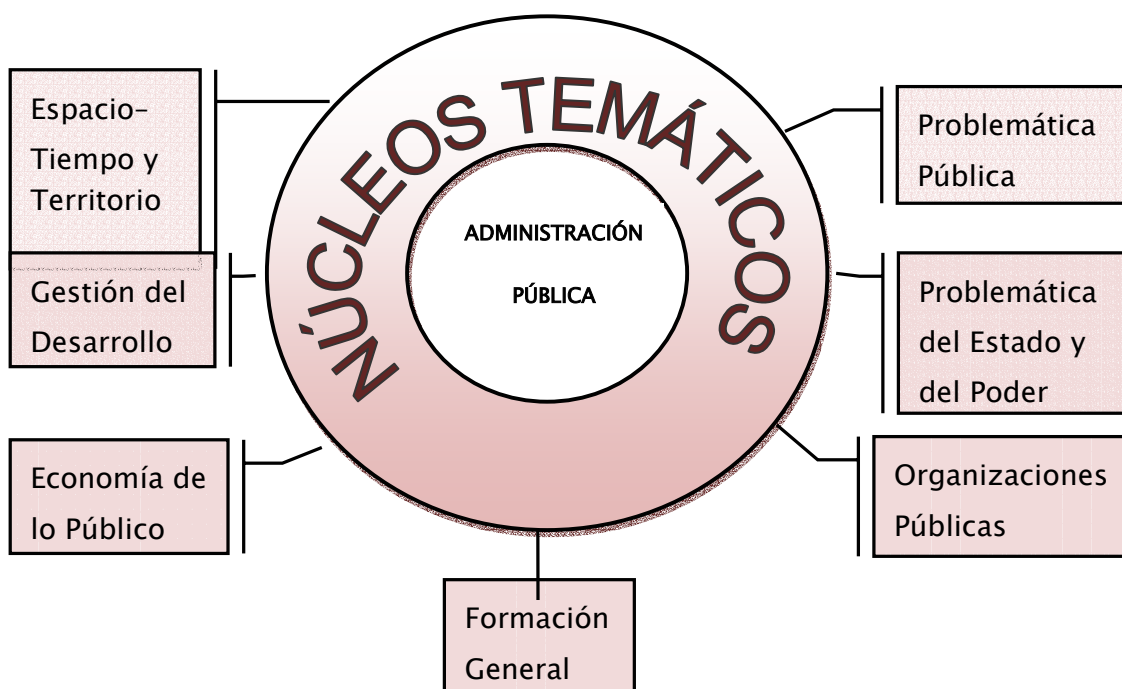 NÚCLEOS TEMÁTICOS
ADMINISTRACIÓN
PÚBLICA
Espacio-
Tiempo y
Territorio
Gestión del
Desarrollo
Economía de
lo Público
Formación
General
Problemática
Pública
Problemática
del Estado y
del Poder
Organizaciones
Públicas